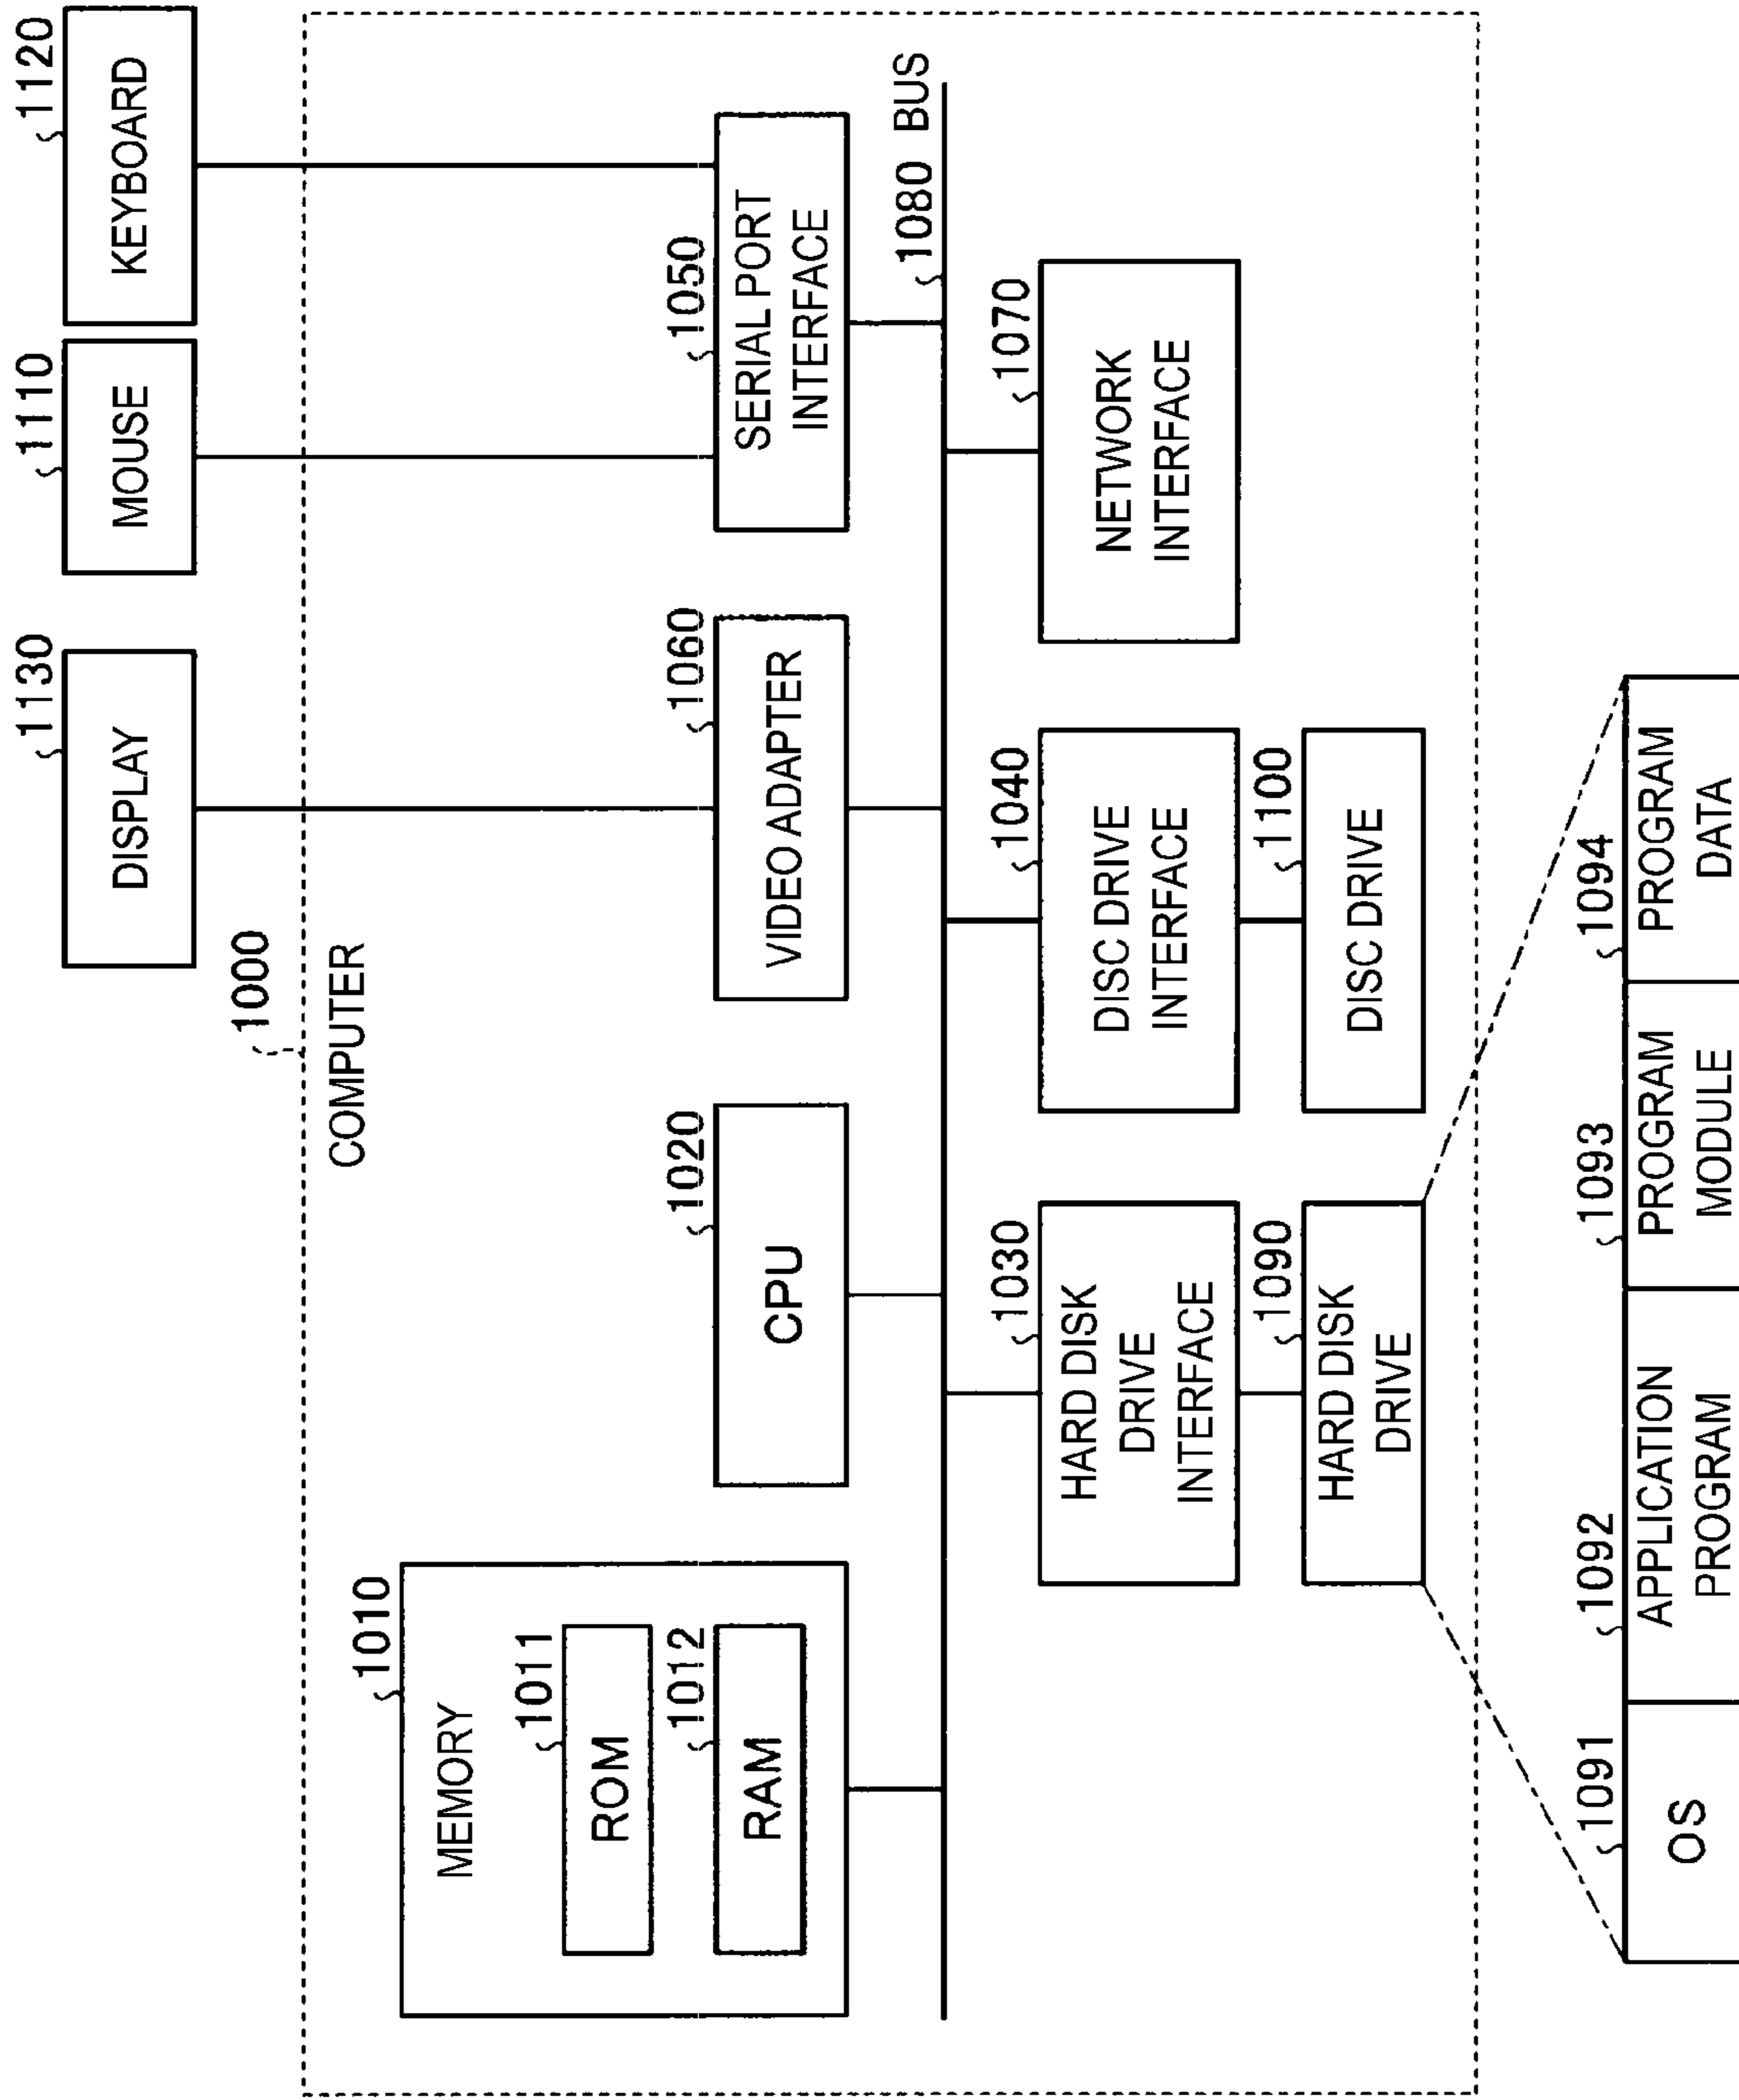 1130
DISPLAY
1110
MOUSE
1120
KEYBOARD
1000
COMPUTER
1010
MEMORY
1011
ROM
1012
RAM
1020
CPU
1060
VIDEO ADAPTER
1050
SERIAL PORT
INTERFACE
1080 BUS
1030
HARD DISK
DRIVE
INTERFACE
1040
DISC DRIVE
INTERFACE
1070
NETWORK
INTERFACE
1090
HARD DISK
DRIVE
1100
DISC DRIVE
1091
OS
1092
APPLICATION
PROGRAM
1093
PROGRAM
MODULE
1094
PROGRAM
DATA